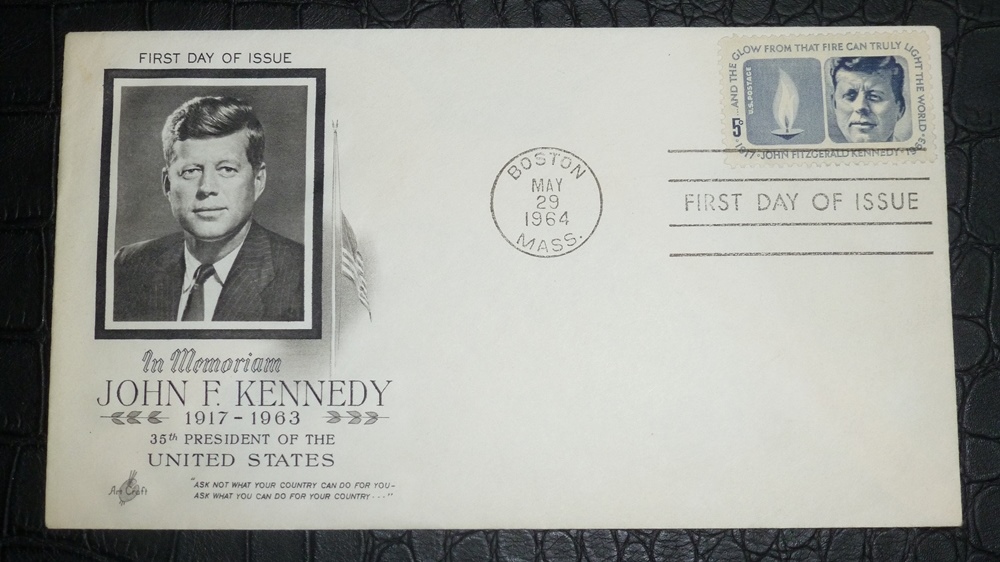 FIRST DAY OF ISSUE
In Memoriam
JOHN F. KENNEDY
1917-1963
35th PRESIDENT OF THE
UNITED STATES
"ASK NOT WHAT YOUR COUNTRY CAN DO FOR YOU-
ASK WHAT YOU CAN DO FOR YOUR COUNTRY ..."
Art Craft
BOSTON
MAY
29
1964
MASS.
...AND THE GLOW FROM THAT FIRE CAN TRULY LIGHT THE WORLD
U.S. POSTAGE
5c
1917·JOHN FITZGERALD KENNEDY·1963
FIRST DAY OF ISSUE